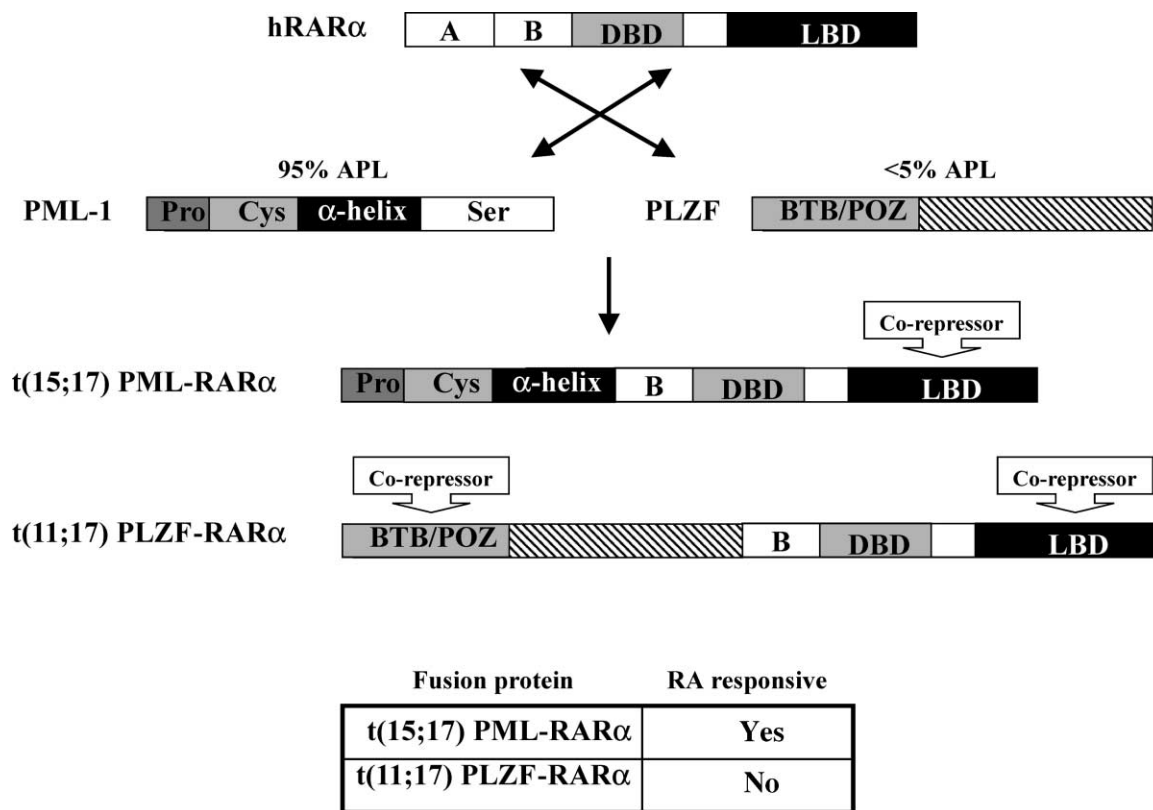 hRARα A B DBD LBD
95% APL <5% APL
PML-1 Pro Cys α-helix Ser PLZF BTB/POZ
Co-repressor
t(15;17) PML-RARα Pro Cys α-helix B DBD LBD
Co-repressor Co-repressor
t(11;17) PLZF-RARα BTB/POZ B DBD LBD
Fusion protein RA responsive
t(15;17) PML-RARα Yes
t(11;17) PLZF-RARα No